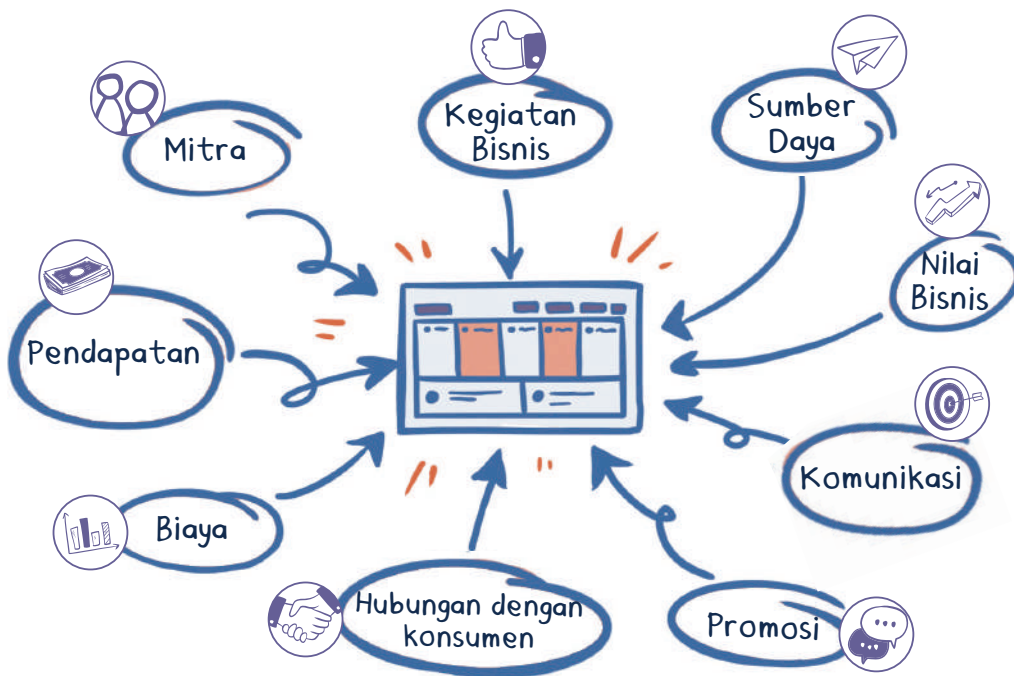 Mitra
Kegiatan
Bisnis
Sumber
Daya
Nilai
Bisnis
Pendapatan
Komunikasi
Biaya
Hubungan dengan
konsumen
Promosi